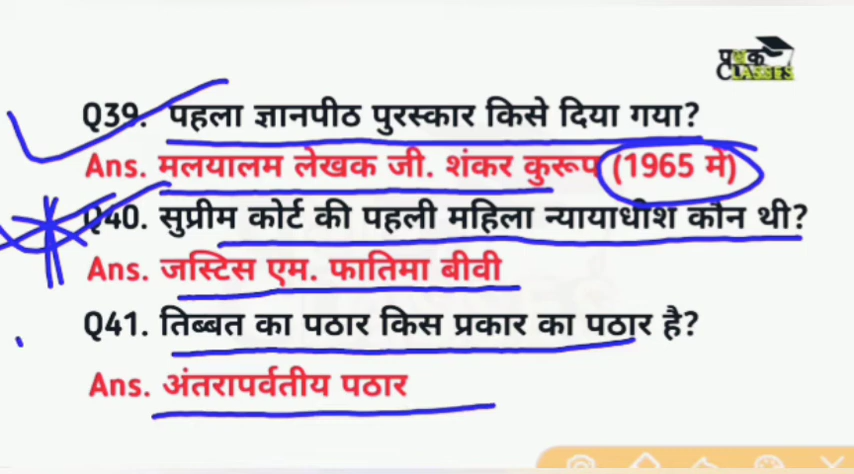 CLASSES
Q39. पहला ज्ञानपीठ पुरस्कार किसे दिया गया?
Ans. मलयालम लेखक जी. शंकर कुरूप (1965 में)
Q40. सुप्रीम कोर्ट की पहली महिला न्यायाधीश कौन थी?
Ans. जस्टिस एम. फातिमा बीवी
Q41. तिब्बत का पठार किस प्रकार का पठार है?
Ans. अंतरापर्वतीय पठार